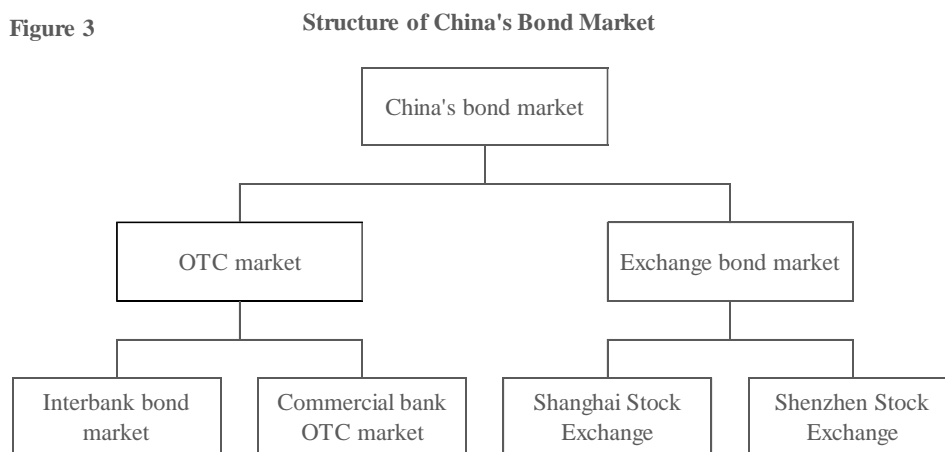 Figure 3
Structure of China's Bond Market
China's bond market
OTC market
Exchange bond market
Interbank bond
market
Commercial bank
OTC market
Shanghai Stock
Exchange
Shenzhen Stock
Exchange